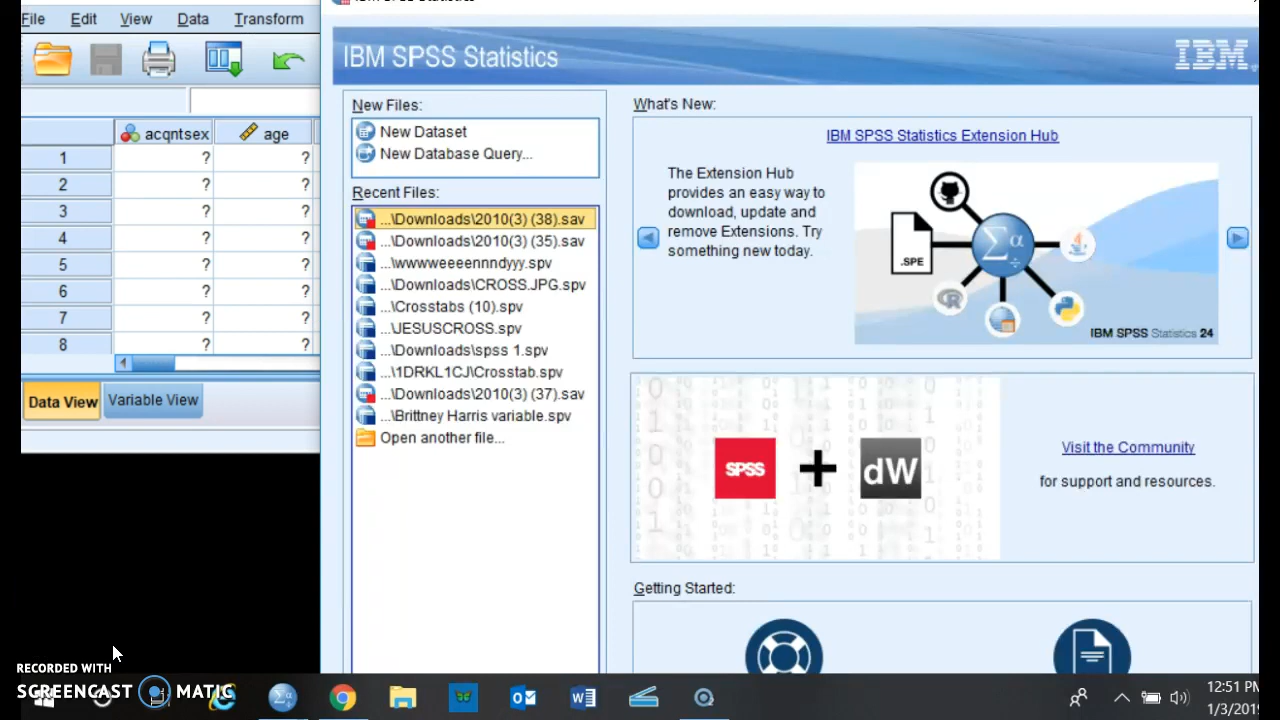 File Edit View Data Transform
acqntsex age
1 ? ?
2 ? ?
3 ? ?
4 ? ?
5 ? ?
6 ? ?
7 ? ?
8 ? ?
Data View Variable View
IBM SPSS Statistics
IBM
New Files:
New Dataset
New Database Query...
Recent Files:
...\Downloads\2010(3) (38).sav
...\Downloads\2010(3) (35).sav
...\wwwweeeennndyyy.spv
...\Downloads\CROSS.JPG.spv
...\Crosstabs (10).spv
...\JESUSCROSS.spv
...\Downloads\spss 1.spv
...\1DRKL1CJ\Crosstab.spv
...\Downloads\2010(3) (37).sav
...\Brittney Harris variable.spv
Open another file...
What's New:
IBM SPSS Statistics Extension Hub
The Extension Hub
provides an easy way to
download, update and
remove Extensions. Try
something new today.
.SPE
Σα
÷
R
IBM SPSS Statistics 24
SPSS + dW
Visit the Community
for support and resources.
Getting Started:
RECORDED WITH
SCREENCAST MATIC
12:51 PM
1/3/201